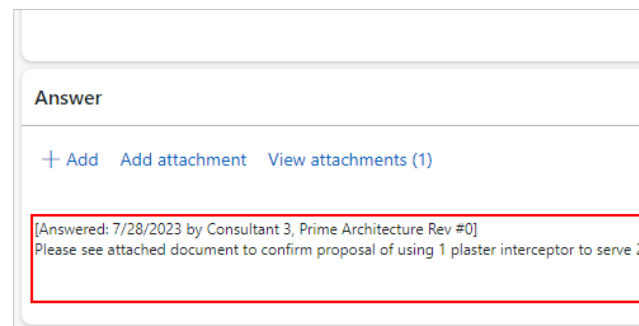 Answer
+ Add Add attachment View attachments (1)
[Answered: 7/28/2023 by Consultant 3, Prime Architecture Rev #0]
Please see attached document to confirm proposal of using 1 plaster interceptor to serve